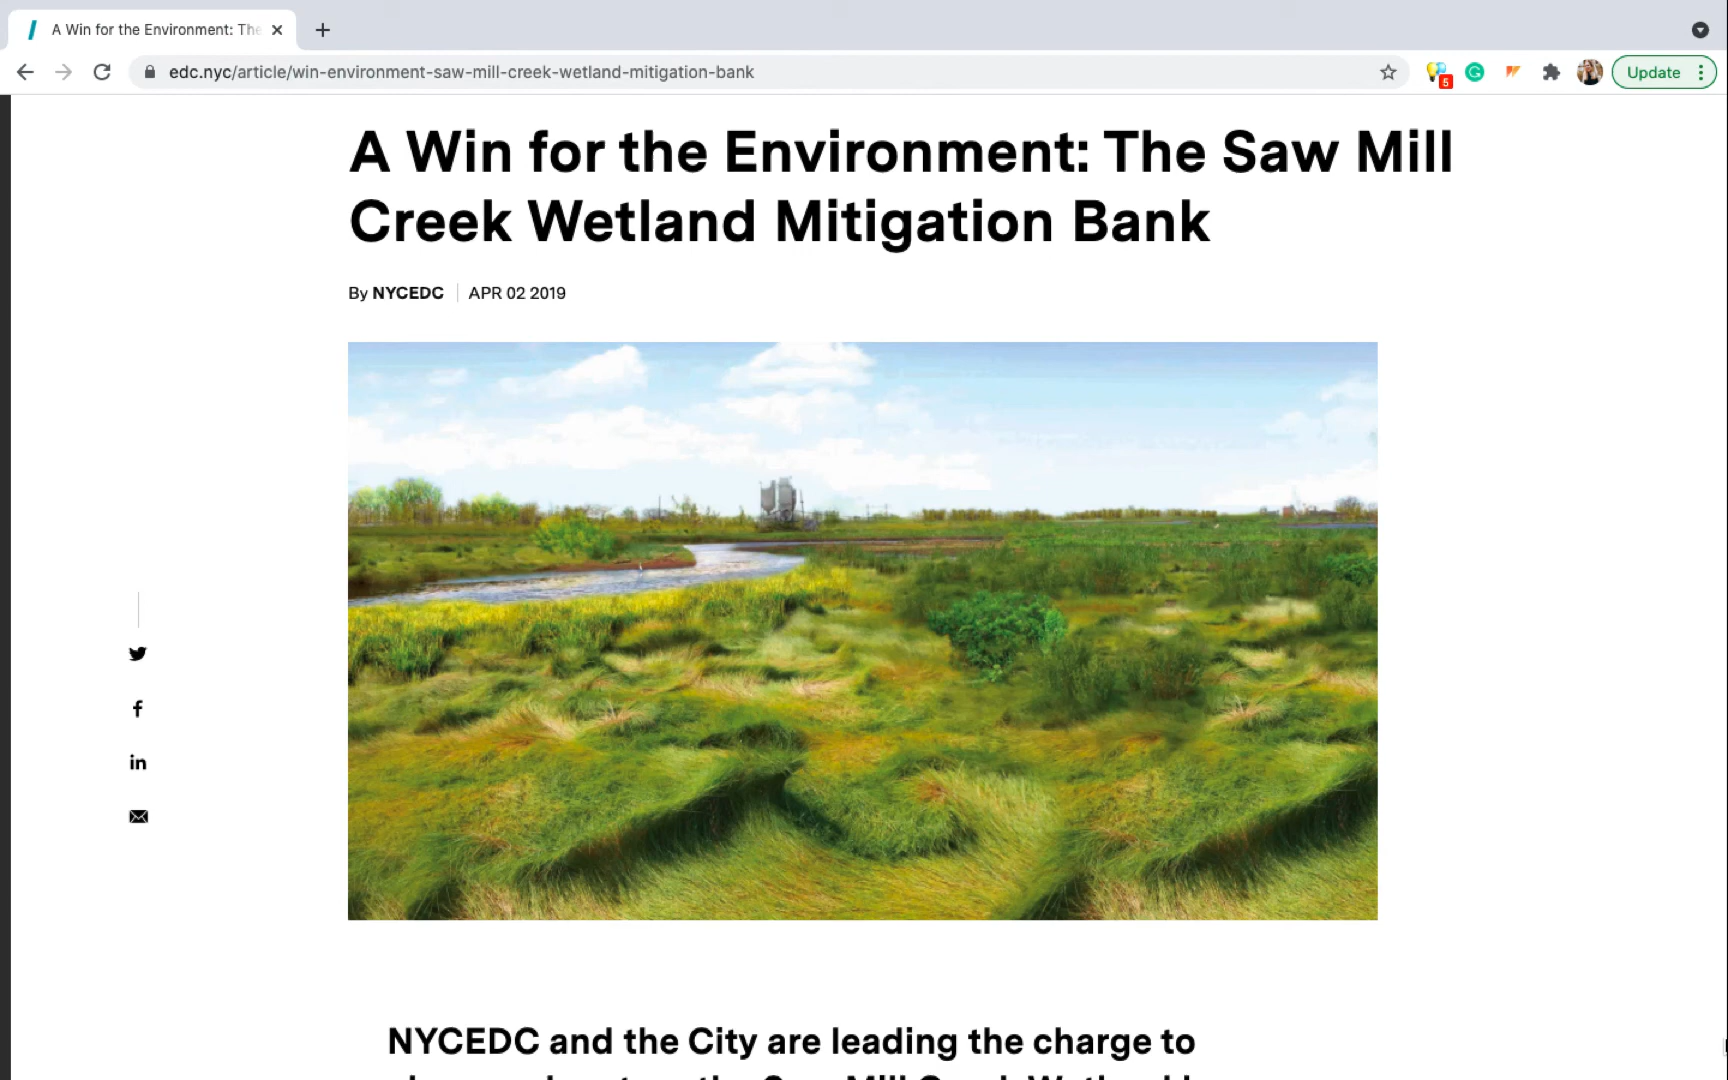 A Win for the Environment: The
edc.nyc/article/win-environment-saw-mill-creek-wetland-mitigation-bank
5
Update
A Win for the Environment: The Saw Mill
Creek Wetland Mitigation Bank
By NYCEDC
APR 02 2019
NYCEDC and the City are leading the charge to